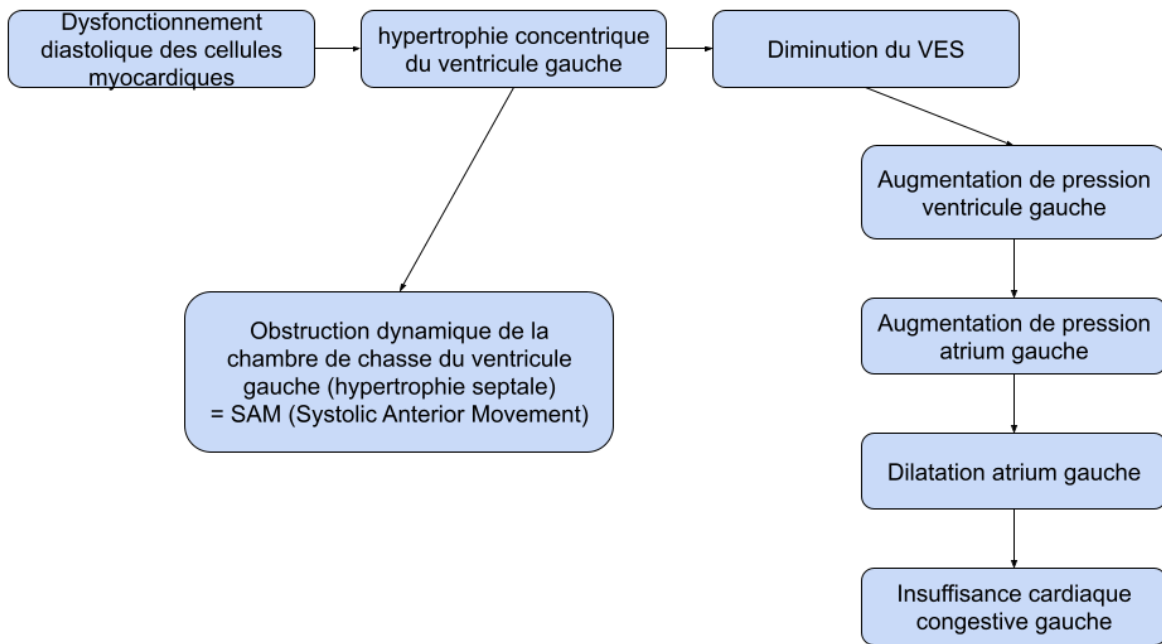 Dysfonctionnement
diastolique des cellules
myocardiques
hypertrophie concentrique
du ventricule gauche
Diminution du VES
Augmentation de pression
ventricule gauche
Obstruction dynamique de la
chambre de chasse du ventricule
gauche (hypertrophie septale)
= SAM (Systolic Anterior Movement)
Augmentation de pression
atrium gauche
Dilatation atrium gauche
Insuffisance cardiaque
congestive gauche